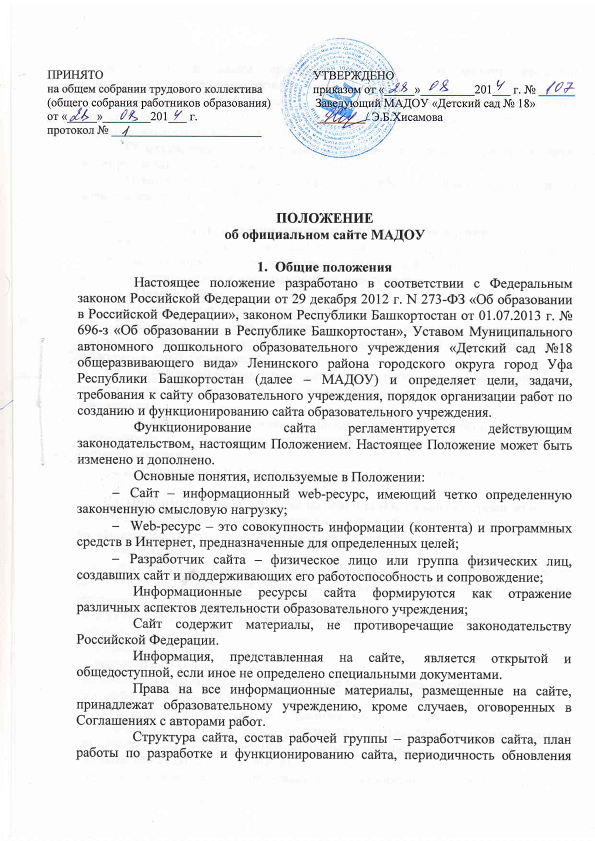 ПРИНЯТО
на общем собрании трудового коллектива
(общего собрания работников образования)
от «28» 08 2014 г.
протокол № 1
УТВЕРЖДЕНО
приказом от «28» 08 2014 г. № 107
Заведующий МАДОУ «Детский сад № 18»
Э.Б.Хисамова
ПОЛОЖЕНИЕ
об официальном сайте МАДОУ
1. Общие положения
Настоящее положение разработано в соответствии с Федеральным
законом Российской Федерации от 29 декабря 2012 г. N 273-ФЗ «Об образовании
в Российской Федерации», законом Республики Башкортостан от 01.07.2013 г. №
696-з «Об образовании в Республике Башкортостан», Уставом Муниципального
автономного дошкольного образовательного учреждения «Детский сад №18
общеразвивающего вида» Ленинского района городского округа город Уфа
Республики Башкортостан (далее – МАДОУ) и определяет цели, задачи,
требования к сайту образовательного учреждения, порядок организации работ по
созданию и функционированию сайта образовательного учреждения.
Функционирование сайта регламентируется действующим
законодательством, настоящим Положением. Настоящее Положение может быть
изменено и дополнено.
Основные понятия, используемые в Положении:
– Сайт – информационный web-ресурс, имеющий четко определенную
законченную смысловую нагрузку;
– Web-ресурс – это совокупность информации (контента) и программных
средств в Интернет, предназначенные для определенных целей;
– Разработчик сайта – физическое лицо или группа физических лиц,
создавших сайт и поддерживающих его работоспособность и сопровождение;
Информационные ресурсы сайта формируются как отражение
различных аспектов деятельности образовательного учреждения;
Сайт содержит материалы, не противоречащие законодательству
Российской Федерации.
Информация, представленная на сайте, является открытой и
общедоступной, если иное не определено специальными документами.
Права на все информационные материалы, размещенные на сайте,
принадлежат образовательному учреждению, кроме случаев, оговоренных в
Соглашениях с авторами работ.
Структура сайта, состав рабочей группы – разработчиков сайта, план
работы по разработке и функционированию сайта, периодичность обновления